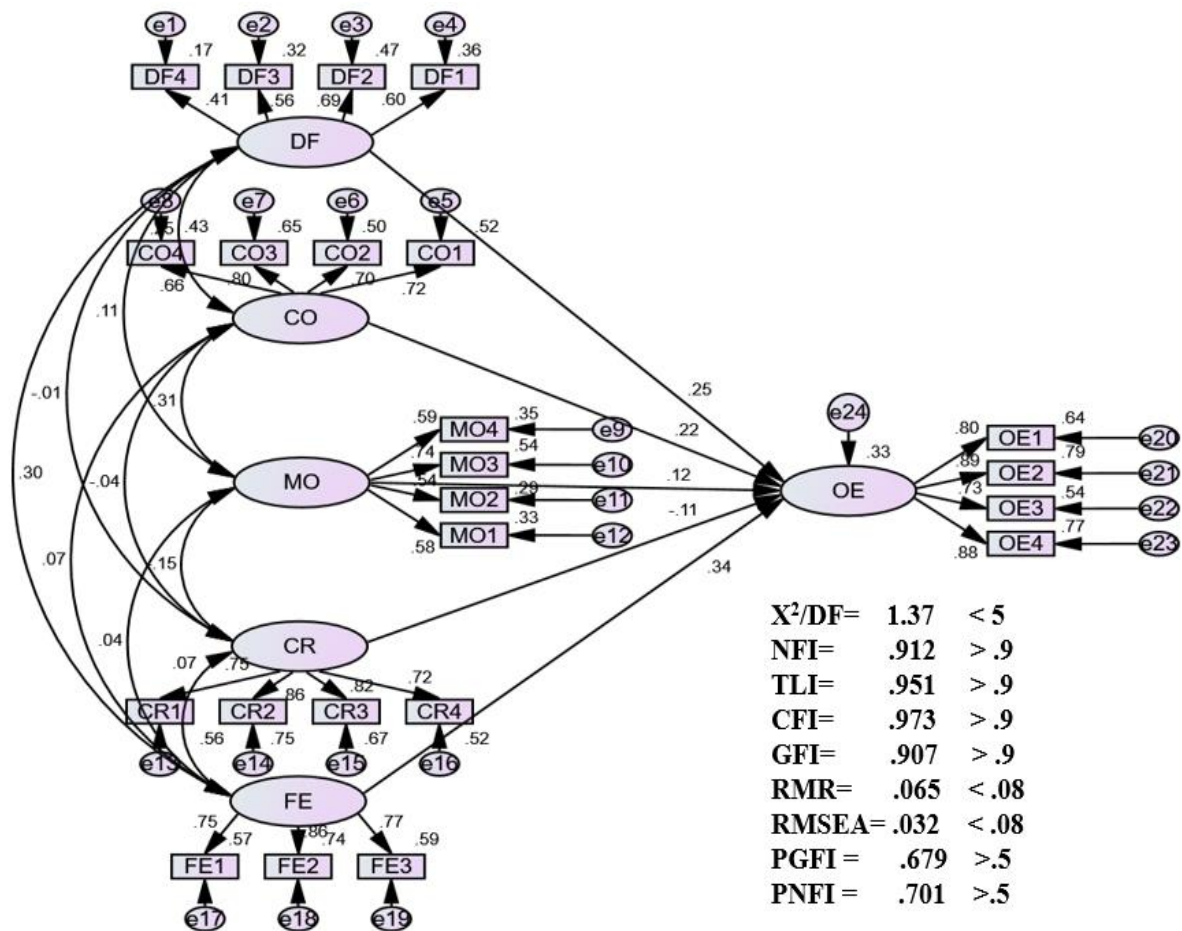 e1 e2 e3 e4
.17 .32 .47 .36
DF4 DF3 DF2 DF1
.41 .56 .69 .60
DF
e8 e7 e6 e5
.43 .65 .50 .52
CO4 CO3 CO2 CO1
.66 .80 .70 .72
CO
.11
-.01
.31
.30
-.04
.07
.15
.04
.07
.25
.22
.12
-.11
.34
MO
.59 MO4 .35 e9
.74 MO3 .54 e10
.54 MO2 .29 e11
.58 MO1 .33 e12
e24
.33
OE
.80 OE1 .64 e20
.89 OE2 .79 e21
.73 OE3 .54 e22
.88 OE4 .77 e23
CR
.75 .86 .82 .72
CR1 CR2 CR3 CR4
.56 .75 .67 .52
e13 e14 e15 e16
FE
.75 .86 .77
.57 .74 .59
FE1 FE2 FE3
e17 e18 e19
X²/DF= 1.37 < 5
NFI= .912 >.9
TLI= .951 >.9
CFI= .973 >.9
GFI= .907 >.9
RMR= .065 <.08
RMSEA= .032 <.08
PGFI = .679 >.5
PNFI = .701 >.5